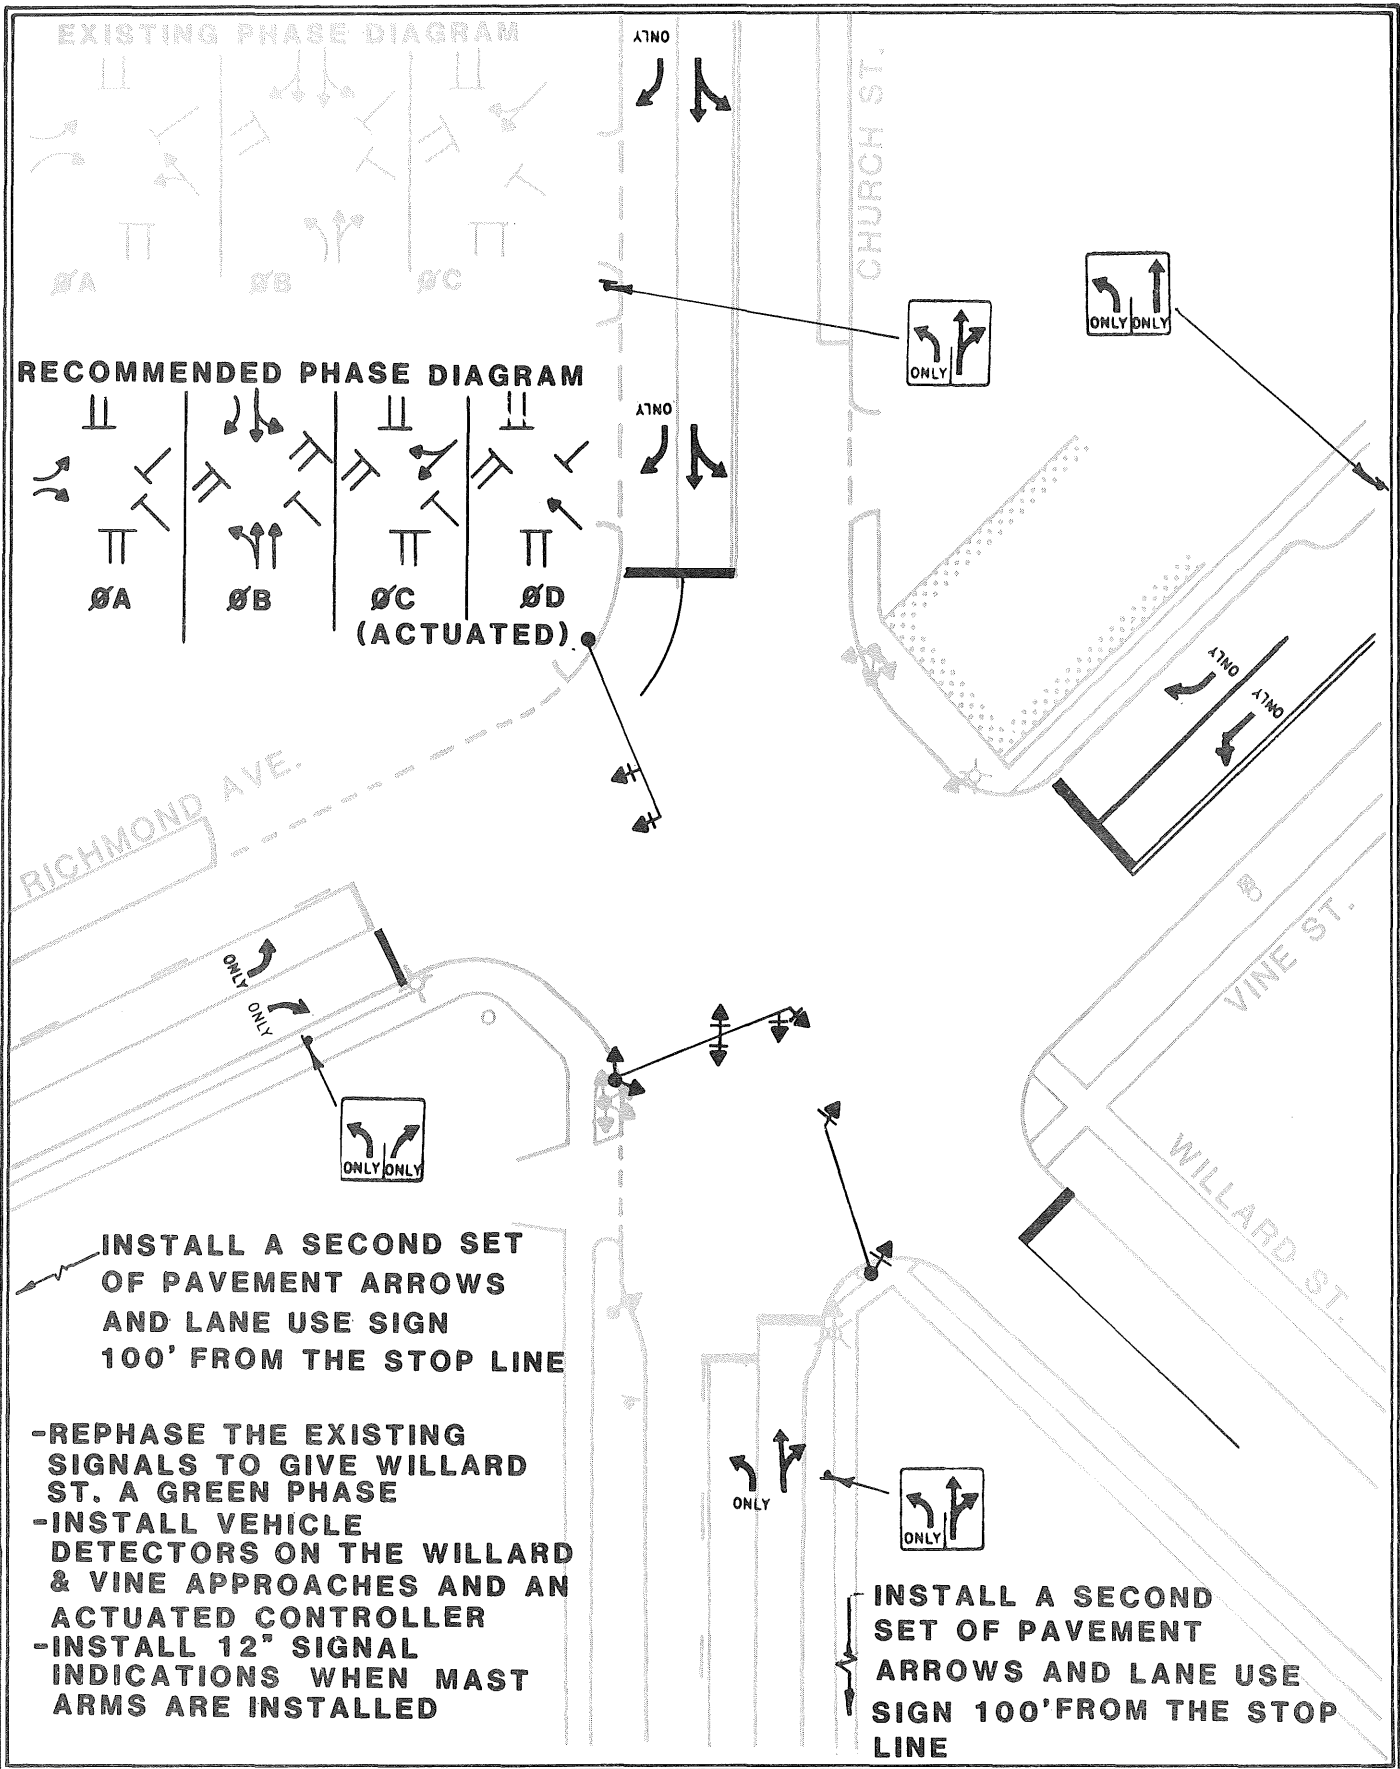 EXISTING PHASE DIAGRAM
ØA
ØB
ØC
ONLY
CHURCH ST.
ONLY
ONLY ONLY
RECOMMENDED PHASE DIAGRAM
ONLY
ØA
ØB
ØC
ØD
(ACTUATED)
ONLY
ONLY
RICHMOND AVE.
VINE ST.
ONLY
ONLY
ONLY ONLY
WILLARD ST.
INSTALL A SECOND SET
OF PAVEMENT ARROWS
AND LANE USE SIGN
100' FROM THE STOP LINE
-REPHASE THE EXISTING
SIGNALS TO GIVE WILLARD
ST. A GREEN PHASE
-INSTALL VEHICLE
DETECTORS ON THE WILLARD
& VINE APPROACHES AND AN
ACTUATED CONTROLLER
-INSTALL 12" SIGNAL
INDICATIONS WHEN MAST
ARMS ARE INSTALLED
ONLY
ONLY
INSTALL A SECOND
SET OF PAVEMENT
ARROWS AND LANE USE
SIGN 100' FROM THE STOP
LINE